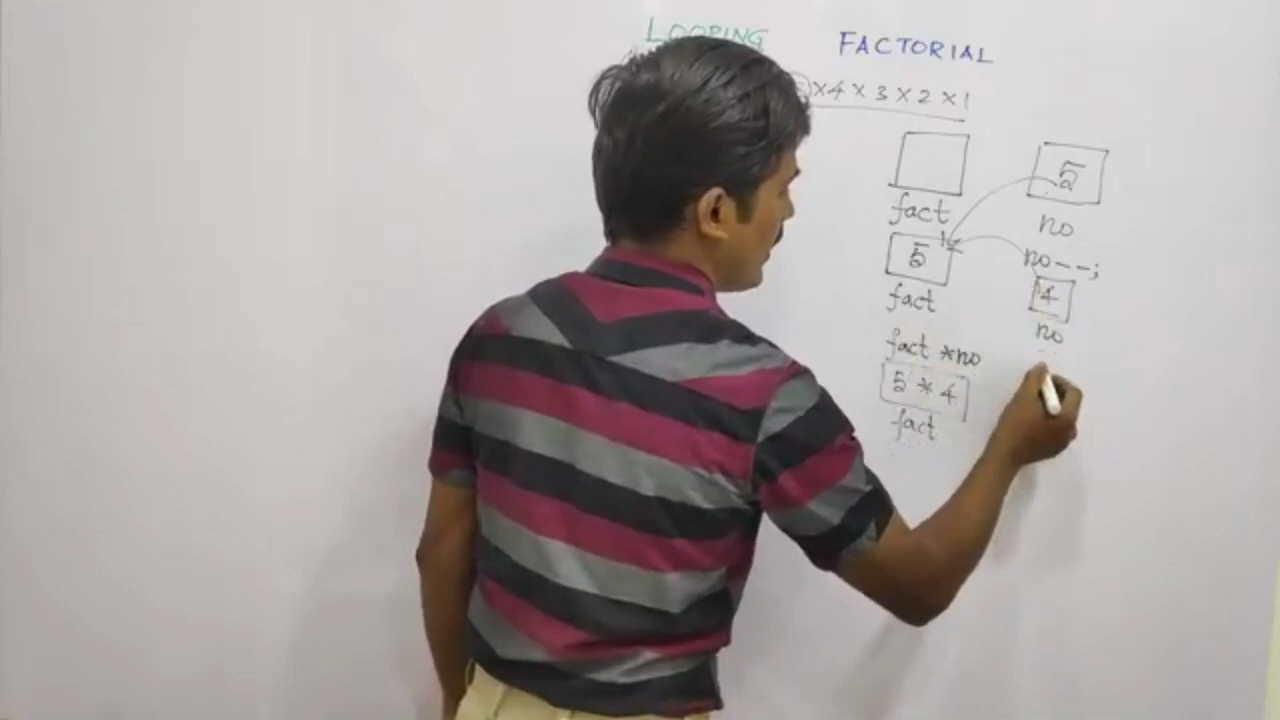 LOOPING FACTORIAL
×4 × 3 × 2 ×1
5
fact no
5 no--;
fact 4
no
fact *no
5 * 4
fact